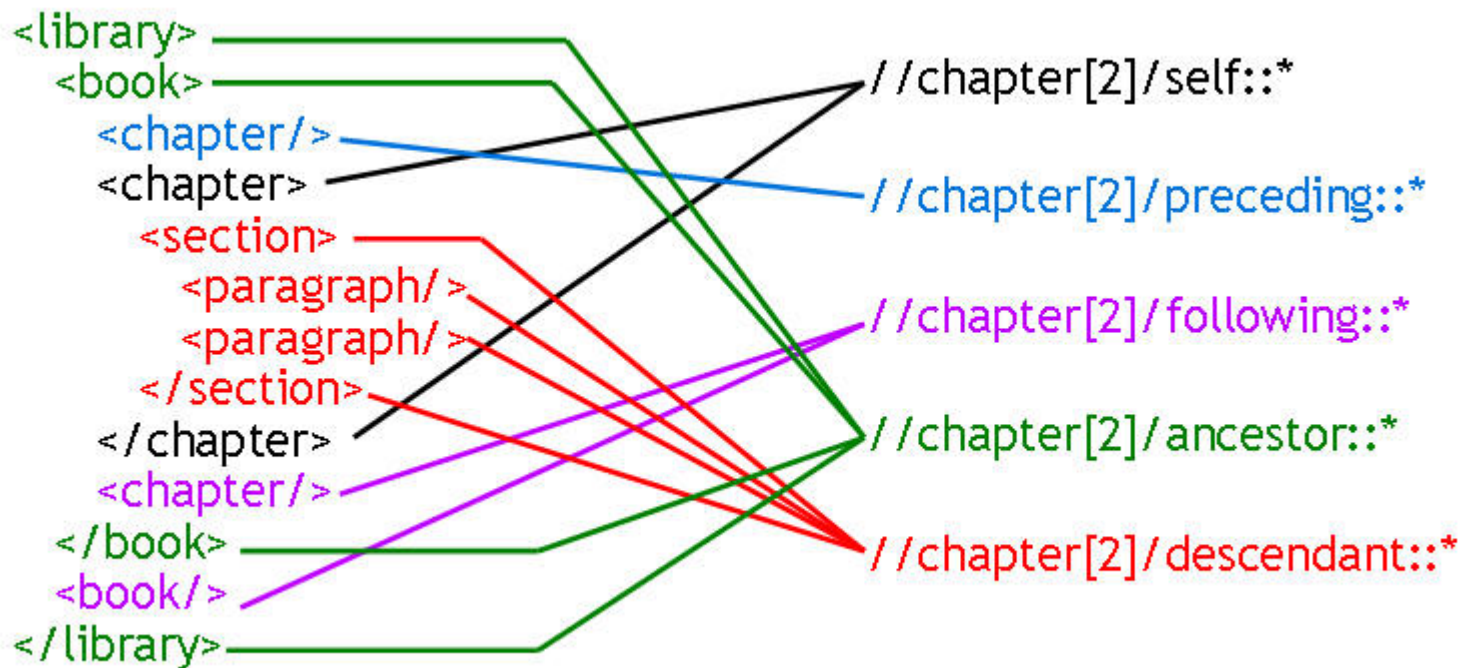 <library>
<book>
<chapter/>
<chapter>
<section>
<paragraph/>
<paragraph/>
</section>
</chapter>
<chapter/>
</book>
<book/>
</library>
//chapter[2]/self::*
//chapter[2]/preceding::*
//chapter[2]/following::*
//chapter[2]/ancestor::*
//chapter[2]/descendant::*